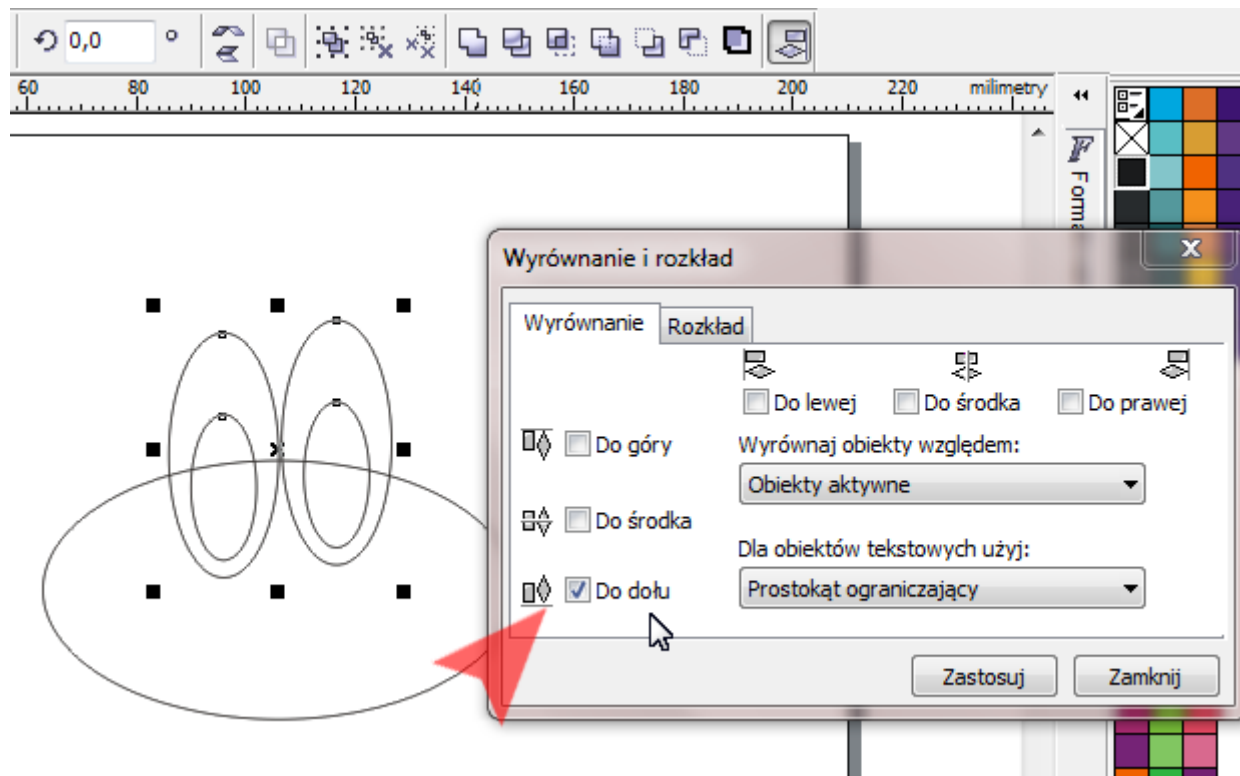 0,0 °
60 80 100 120 140 160 180 200 220 milimetry
Forma
Wyrównanie i rozkład
Wyrównanie Rozkład
Do lewej Do środka Do prawej
Do góry Wyrównaj obiekty względem:
Obiekty aktywne
Do środka
Dla obiektów tekstowych użyj:
Do dołu Prostokąt ograniczający
Zastosuj Zamknij